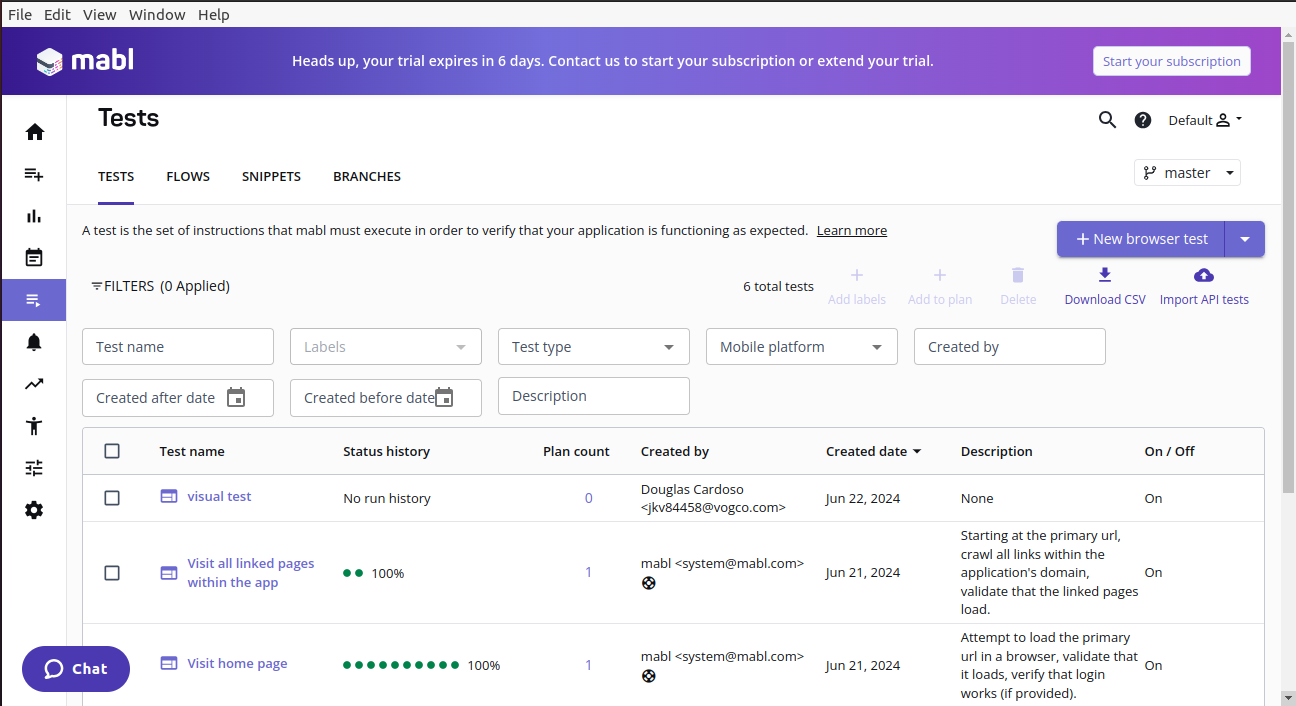 File Edit View Window Help
mabl
Heads up, your trial expires in 6 days. Contact us to start your subscription or extend your trial.
Start your subscription
Tests
Default
TESTS FLOWS SNIPPETS BRANCHES
master
A test is the set of instructions that mabl must execute in order to verify that your application is functioning as expected. Learn more
New browser test
FILTERS (0 Applied)
6 total tests
Add labels
Add to plan
Delete
Download CSV
Import API tests
Test name
Labels
Test type
Mobile platform
Created by
Created after date
Created before date
Description
Test name Status history Plan count Created by Created date Description On / Off
visual test No run history 0 Douglas Cardoso
<jkv84458@vogco.com> Jun 22, 2024 None On
Visit all linked pages
within the app
100% 1 mabl <system@mabl.com> Jun 21, 2024
Starting at the primary url,
crawl all links within the
application's domain,
validate that the linked pages
load.
On
Visit home page 100% 1 mabl <system@mabl.com> Jun 21, 2024
Attempt to load the primary
url in a browser, validate that
it loads, verify that login
works (if provided).
On
Chat